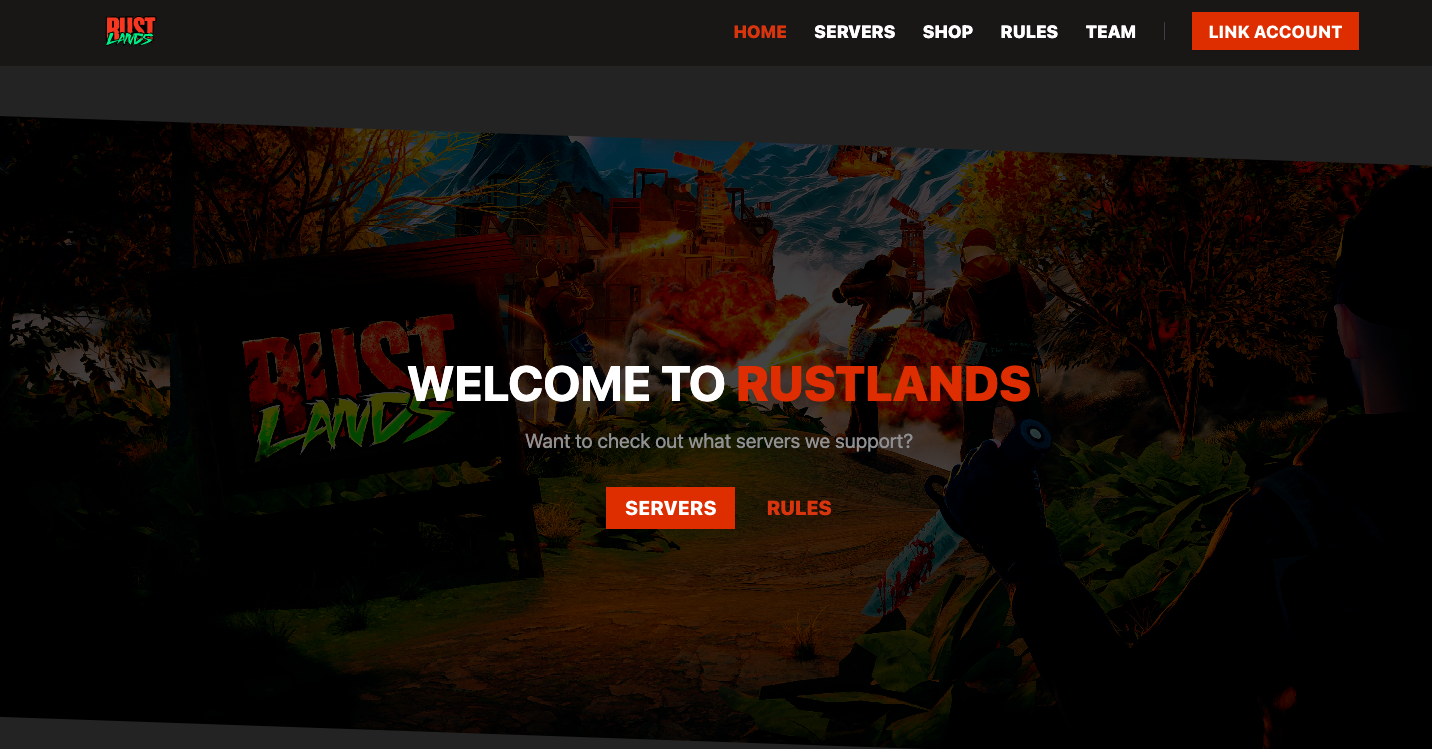 RUST
LANDS
HOME SERVERS SHOP RULES TEAM LINK ACCOUNT
RUST
LANDS
WELCOME TO RUSTLANDS
Want to check out what servers we support?
SERVERS RULES